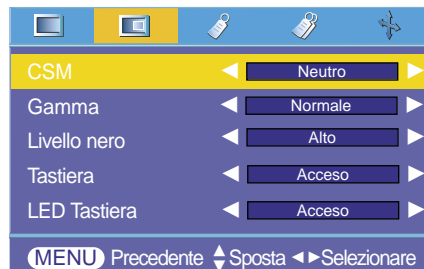 CSM Neutro
Gamma Normale
Livello nero Alto
Tastiera Acceso
LED Tastiera Acceso
MENU Precedente Sposta Selezionare